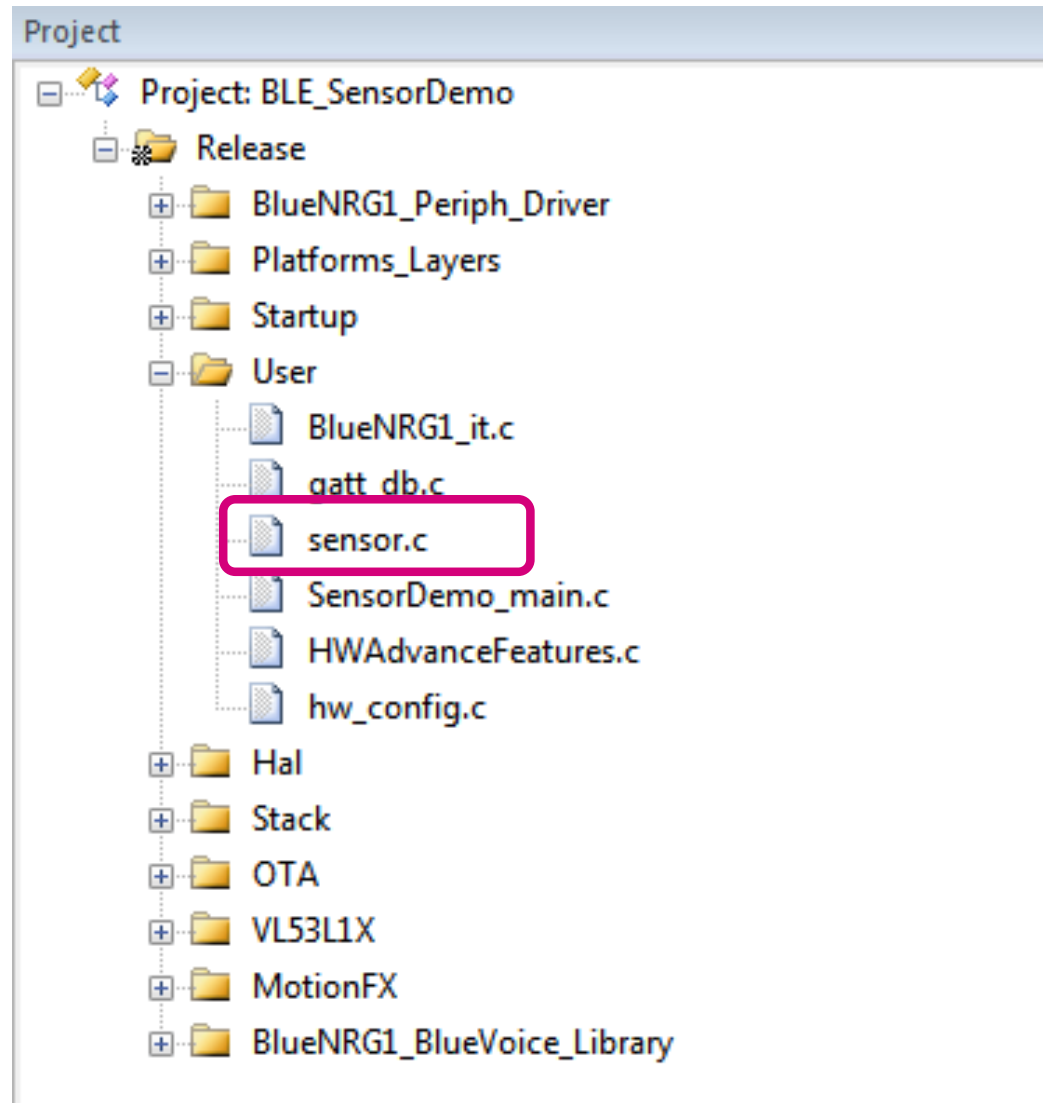 Project
Project: BLE_SensorDemo
Release
BlueNRG1_Periph_Driver
Platforms_Layers
Startup
User
BlueNRG1_it.c
gatt_db.c
sensor.c
SensorDemo_main.c
HWAdvanceFeatures.c
hw_config.c
Hal
Stack
OTA
VL53L1X
MotionFX
BlueNRG1_BlueVoice_Library